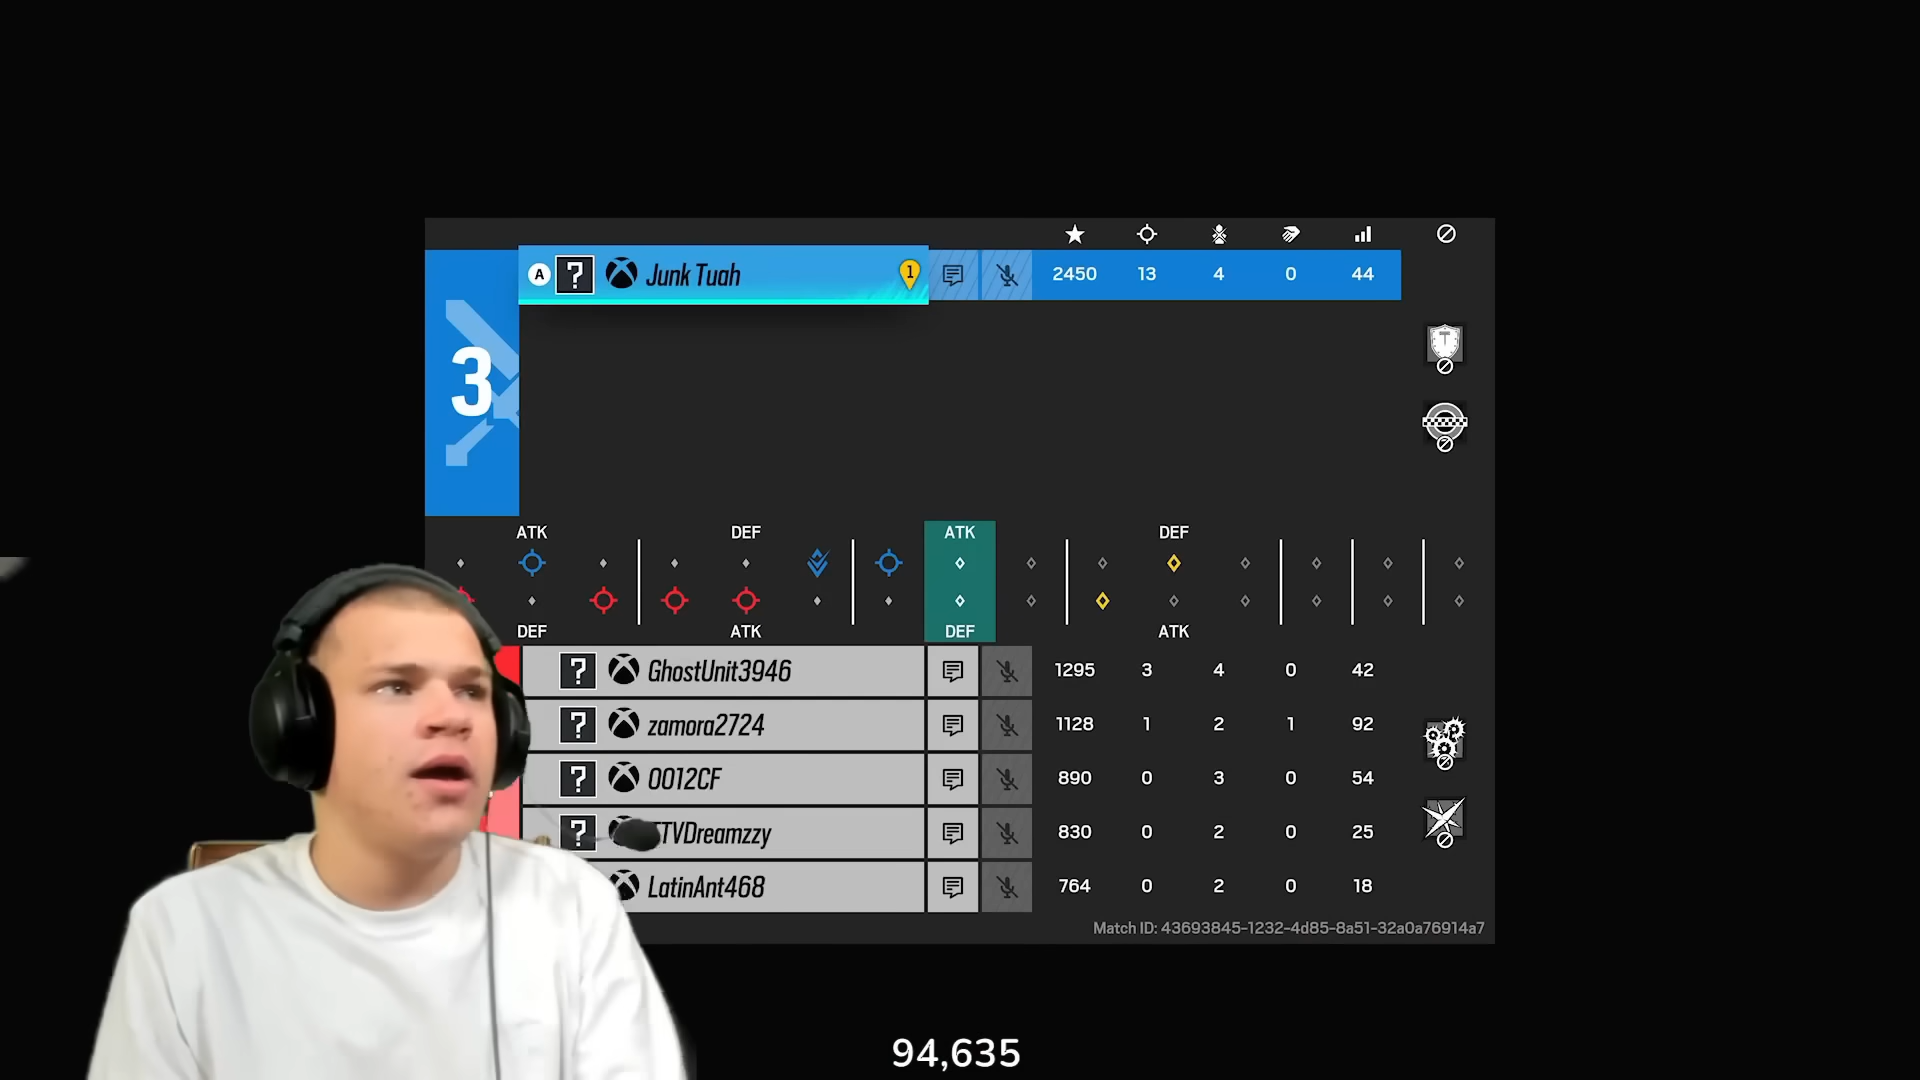 A ? Junk Tuah 1 2450 13 4 0 44
3
ATK DEF ATK DEF
DEF ATK DEF ATK
? GhostUnit3946 1295 3 4 0 42
? zamora2724 1128 1 2 1 92
? 0012CF 890 0 3 0 54
? TTVDreamzzy 830 0 2 0 25
LatinAnt468 764 0 2 0 18
Match ID: 43693845-1232-4d85-8a51-32a0a76914a7
94,635